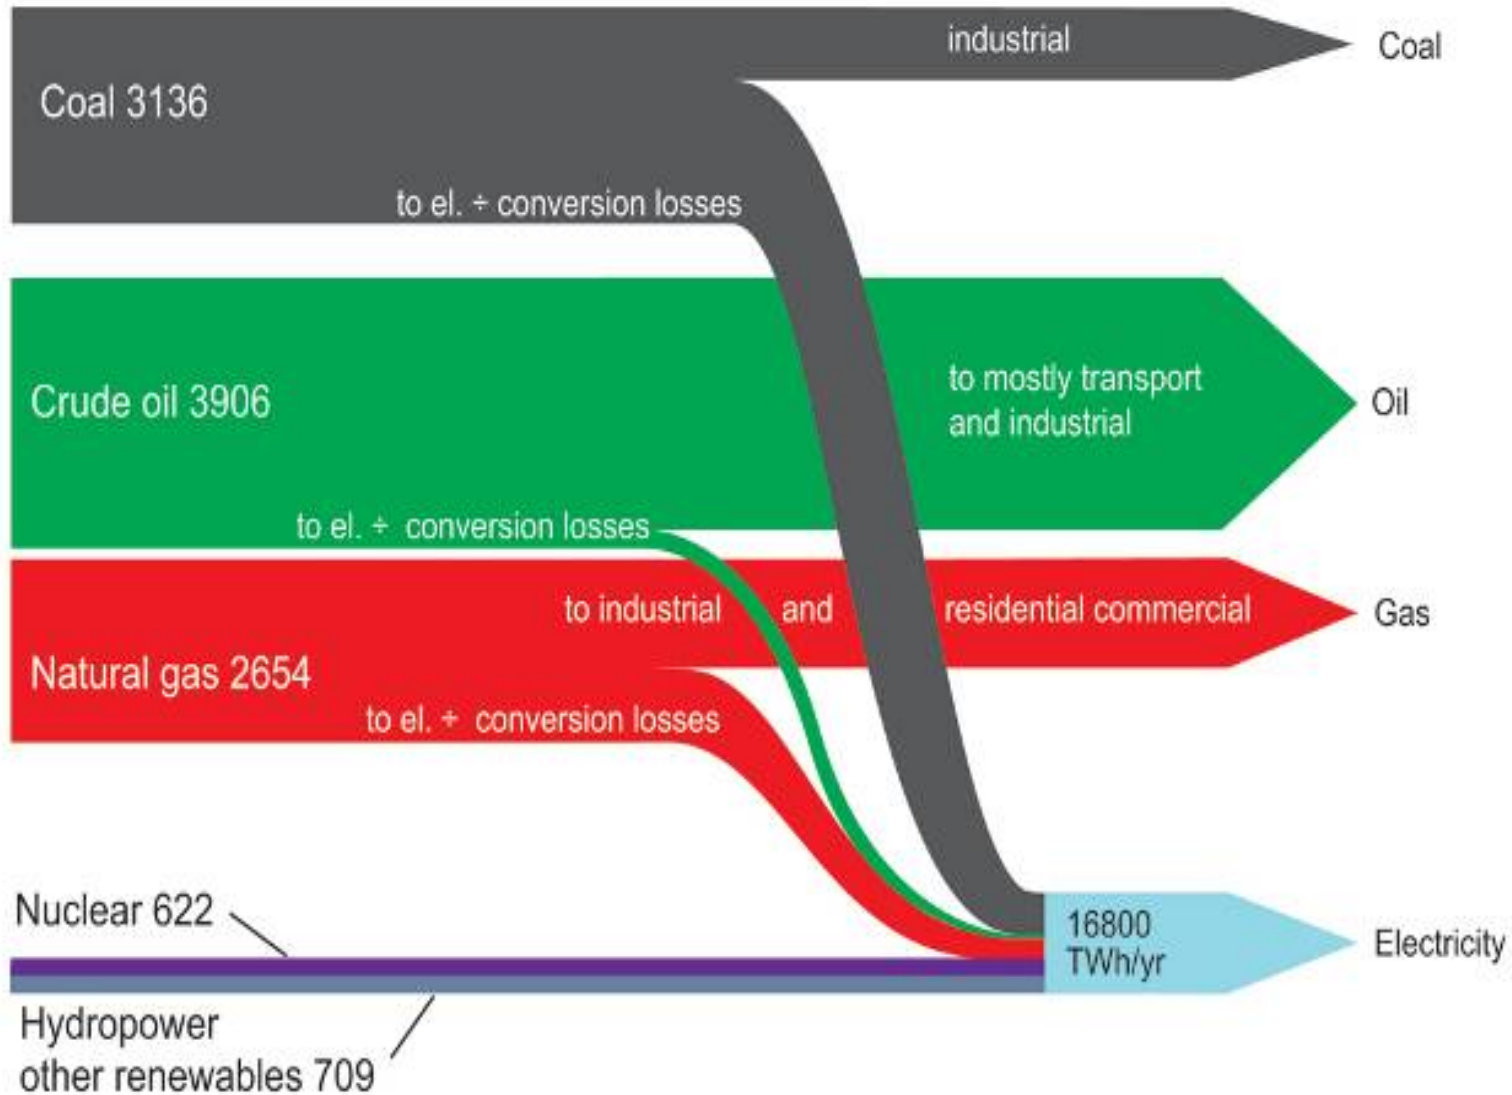 industrial
Coal
Coal 3136
to el. ÷ conversion losses
to mostly transport
and industrial
Oil
Crude oil 3906
to el. ÷ conversion losses
to industrial and residential commercial
Gas
Natural gas 2654
to el. ÷ conversion losses
Nuclear 622
16800
TWh/yr
Electricity
Hydropower
other renewables 709